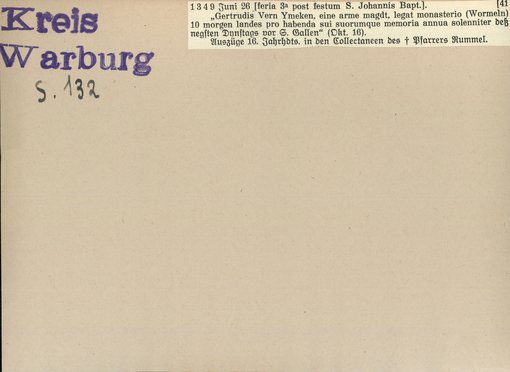 Kreis
Warburg
S. 132
1349 Juni 26 [feria 3ª post festum S. Johannis Bapt.]. [41
„Gertrudis Vern Ymeken, eine arme magdt, legat monasterio (Wormeln)
10 morgen landes pro habenda sui suorumque memoria annua solenniter deß
negsten Dynstags vor S. Gallen“ (Okt. 16).
Auszüge 16. Jahrhdts. in den Collectaneen des † Pfarrers Rummel.